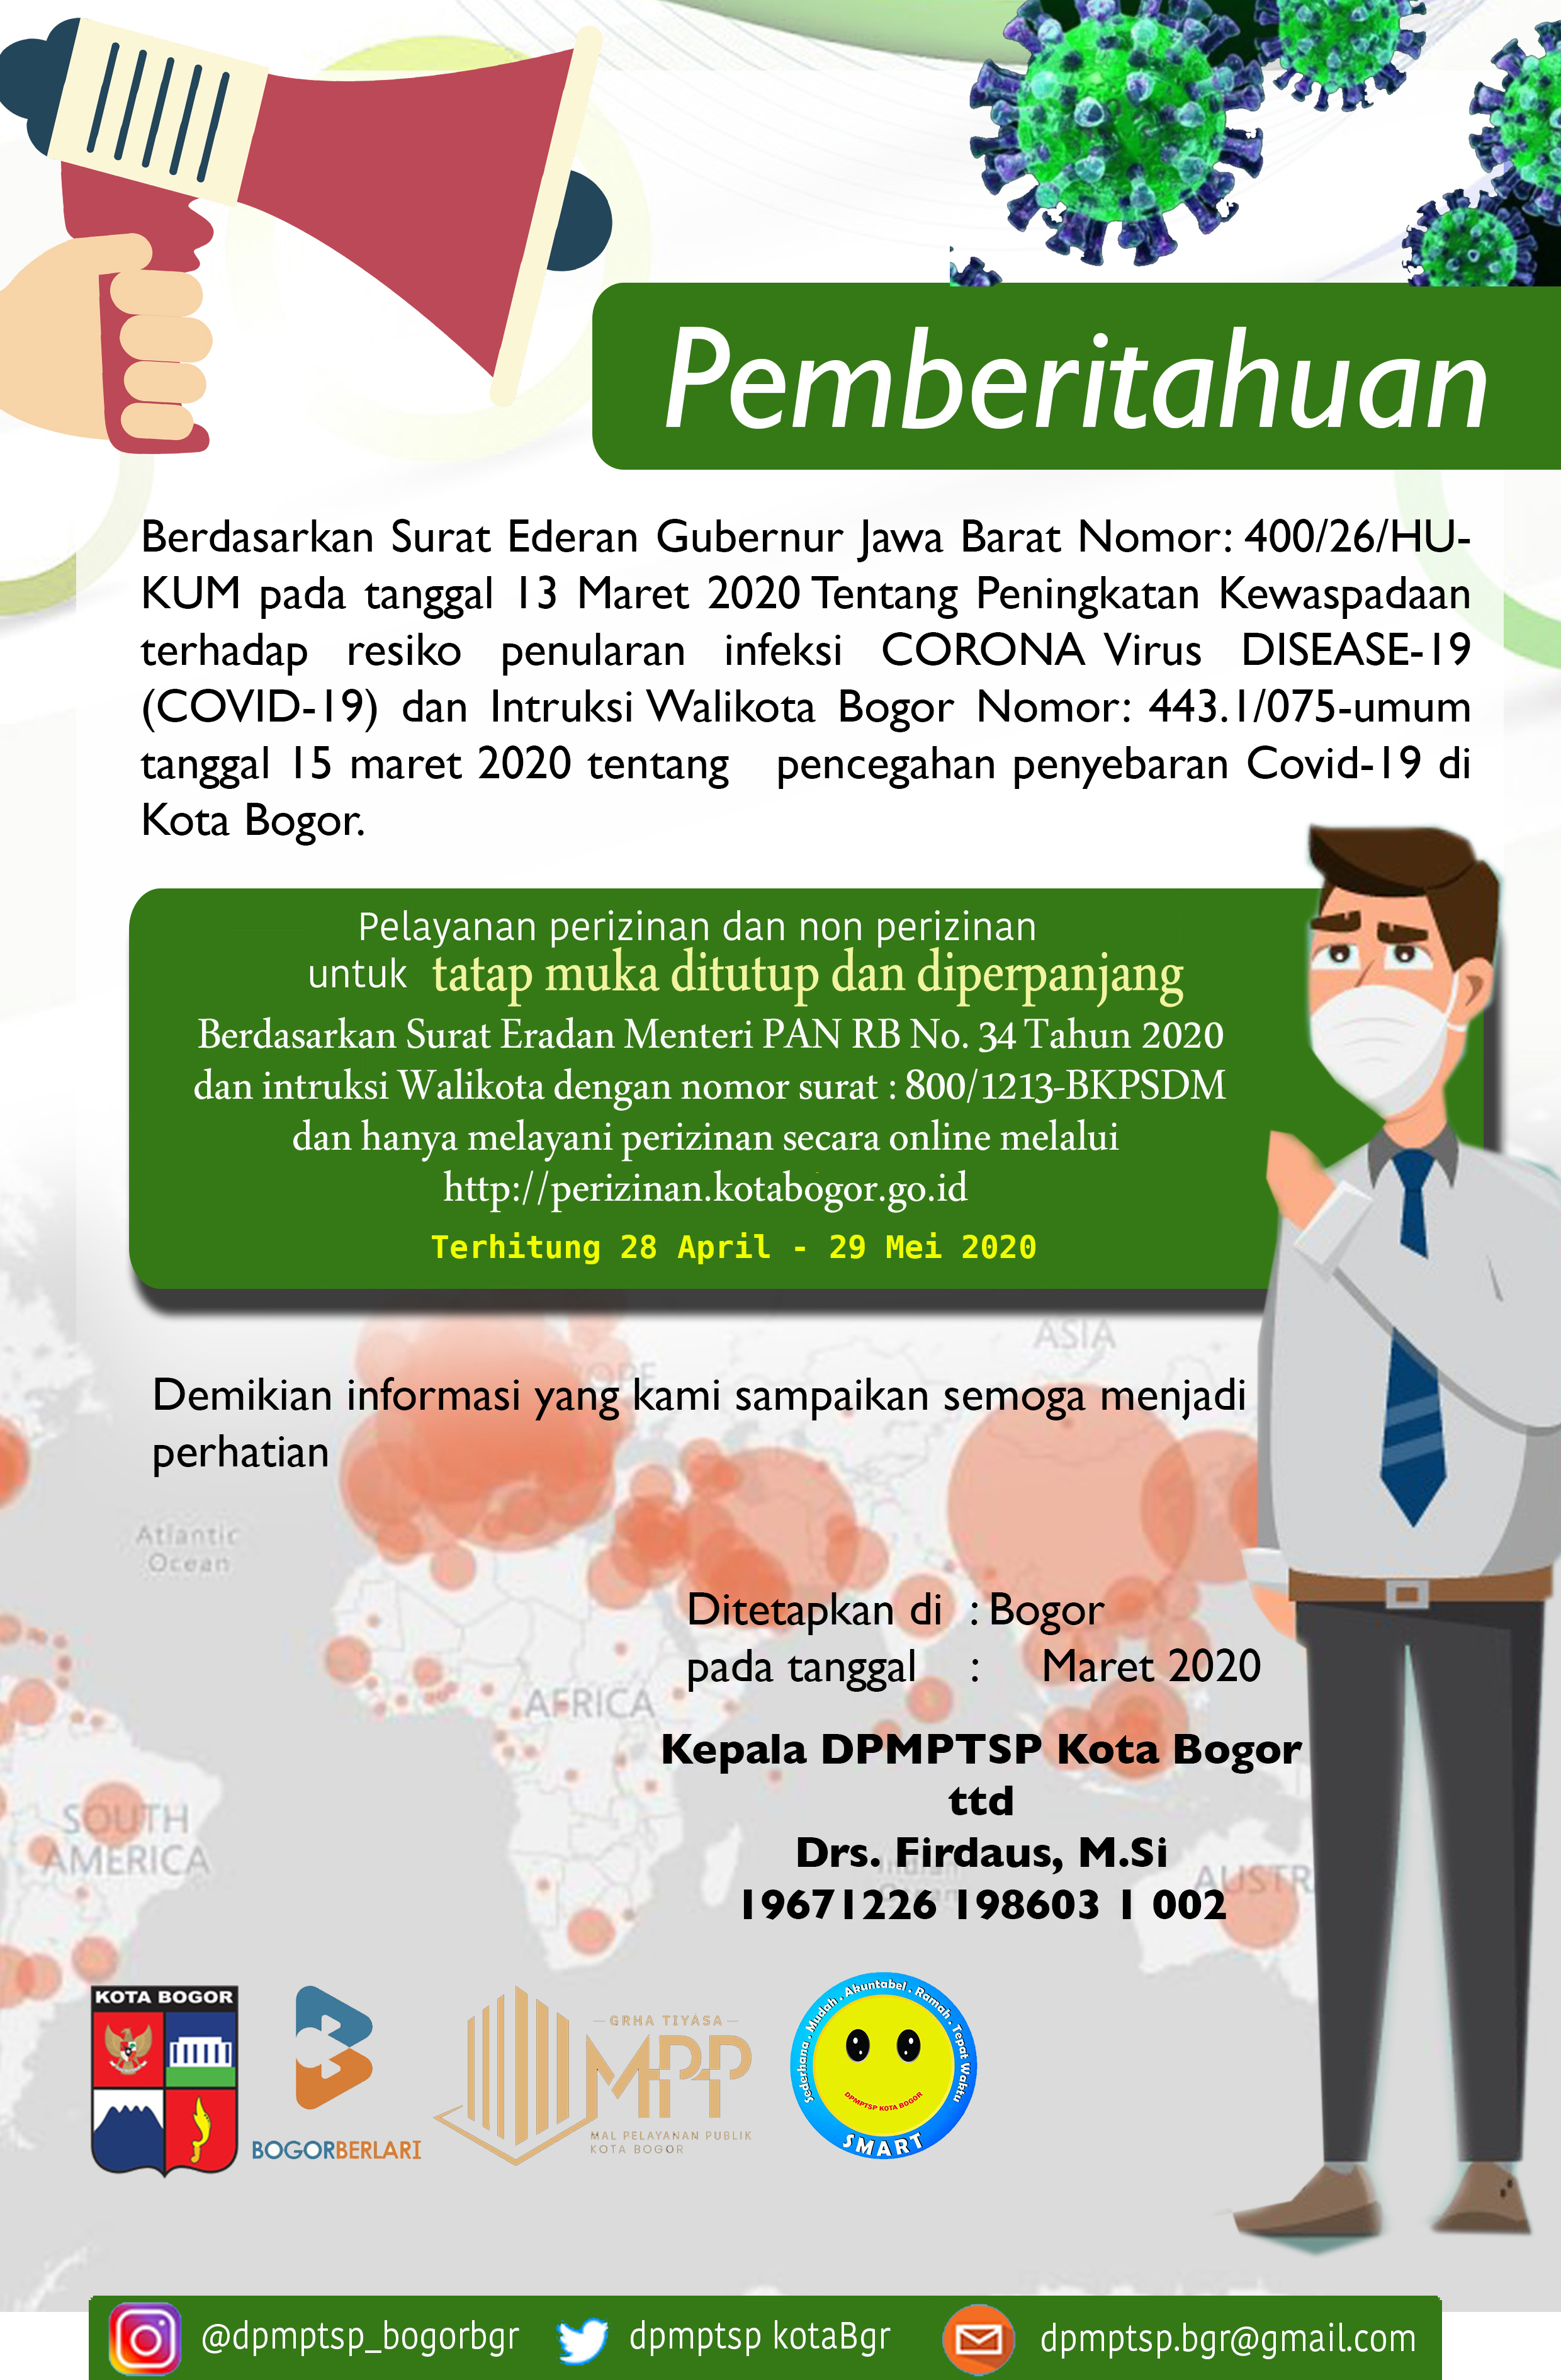 Pemberitahuan
Berdasarkan Surat Ederan Gubernur Jawa Barat Nomor: 400/26/HU-
KUM pada tanggal 13 Maret 2020 Tentang Peningkatan Kewaspadaan
terhadap resiko penularan infeksi CORONA Virus DISEASE-19
(COVID-19) dan Intruksi Walikota Bogor Nomor: 443.1/075-umum
tanggal 15 maret 2020 tentang pencegahan penyebaran Covid-19 di
Kota Bogor.
Pelayanan perizinan dan non perizinan
untuk tatap muka ditutup dan diperpanjang
Berdasarkan Surat Eradan Menteri PAN RB No. 34 Tahun 2020
dan intruksi Walikota dengan nomor surat : 800/1213-BKPSDM
dan hanya melayani perizinan secara online melalui
http://perizinan.kotabogor.go.id
Terhitung 28 April - 29 Mei 2020
ASIA
Demikian informasi yang kami sampaikan semoga menjadi
perhatian
Atlantic
Ocean
Ditetapkan di : Bogor
pada tanggal : Maret 2020
AFRICA
Kepala DPMPTSP Kota Bogor
ttd
Drs. Firdaus, M.Si
19671226 198603 1 002
SOUTH
AMERICA
AUSTR
KOTA BOGOR
BOGORBERLARI
GRHA TIYASA
MPP
MAL PELAYANAN PUBLIK
KOTA BOGOR
Sederhana . Mudah . Akuntabel . Ramah . Tepat Waktu
DPMPTSP KOTA BOGOR
SMART
@dpmptsp_bogorbgr
dpmptsp kotaBgr
dpmptsp.bgr@gmail.com